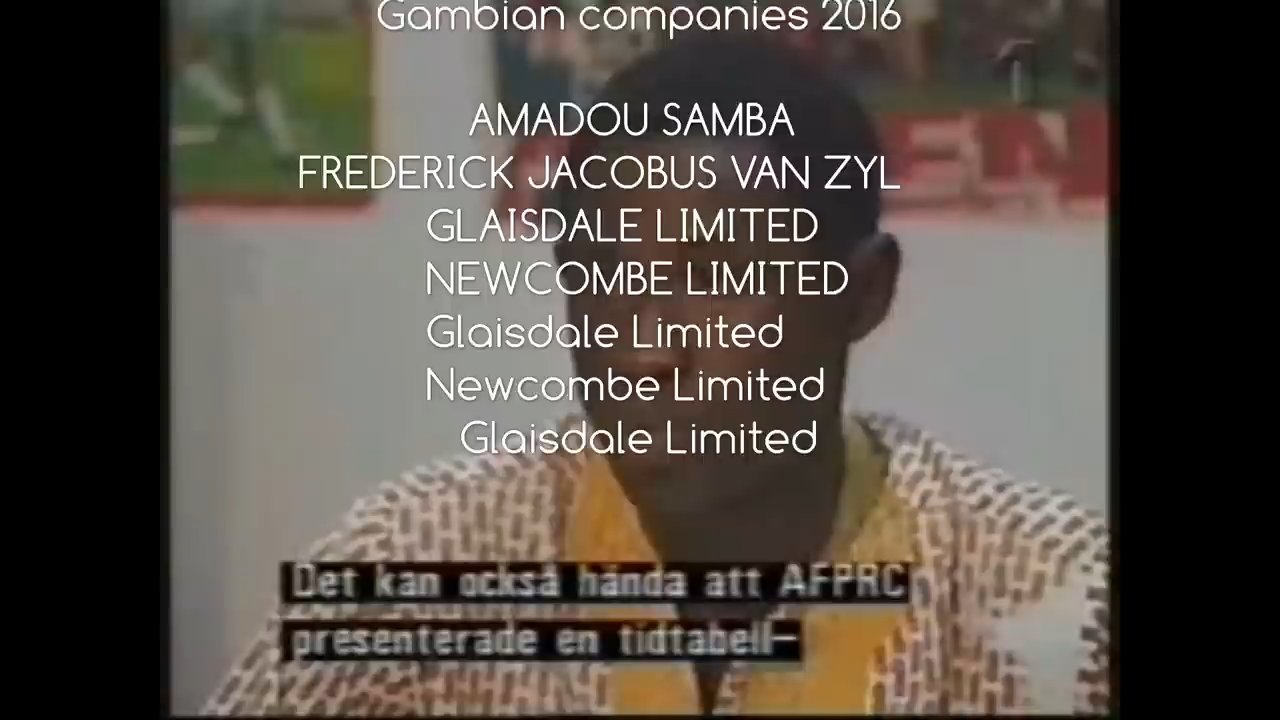 Gambian companies 2016
AMADOU SAMBA
FREDERICK JACOBUS VAN ZYL
GLAISDALE LIMITED
NEWCOMBE LIMITED
Glaisdale Limited
Newcombe Limited
Glaisdale Limited
EN
Det kan också hända att AFPRC
presenterade en tidtabell–